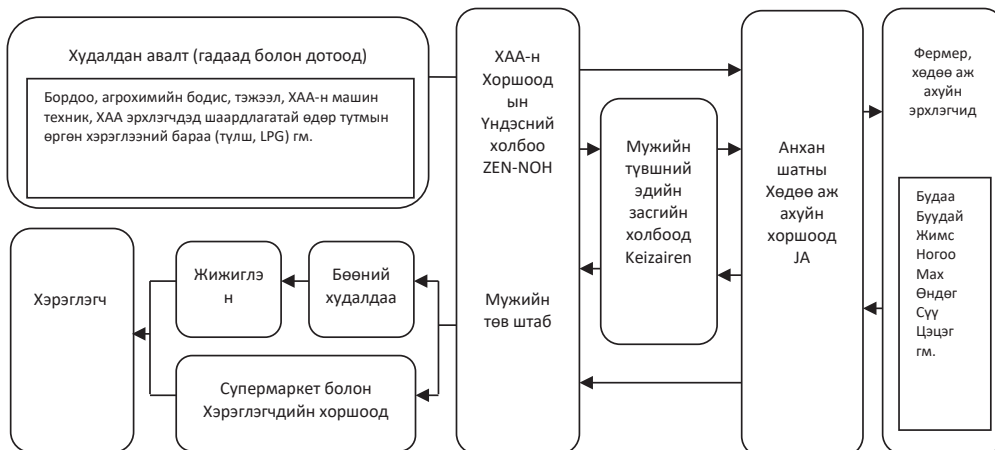 Худалдан авалт (гадаад болон дотоод)
Бордоо, агрохимийн бодис, тэжээл, ХАА-н машин
техник, ХАА эрхлэгчдэд шаардлагатай өдөр тутмын
өргөн хэрэглээний бараа (түлш, LPG) гм.
ХАА-н
Хоршоод
ын
Үндэсний
холбоо
ZEN-NOH
Мужийн
төв штаб
Мужийн
түвшний
эдийн
засгийн
холбоод
Keizairen
Анхан
шатны
Хөдөө аж
ахуйн
хоршоод
JA
Фермер,
хөдөө аж
ахуйн
эрхлэгчид
Будаа
Буудай
Жимс
Ногоо
Мах
Өндөг
Сүү
Цэцэг
гм.
Хэрэглэгч
Жижиглэ
н
Бөөний
худалдаа
Супермаркет болон
Хэрэглэгчдийн хоршоод